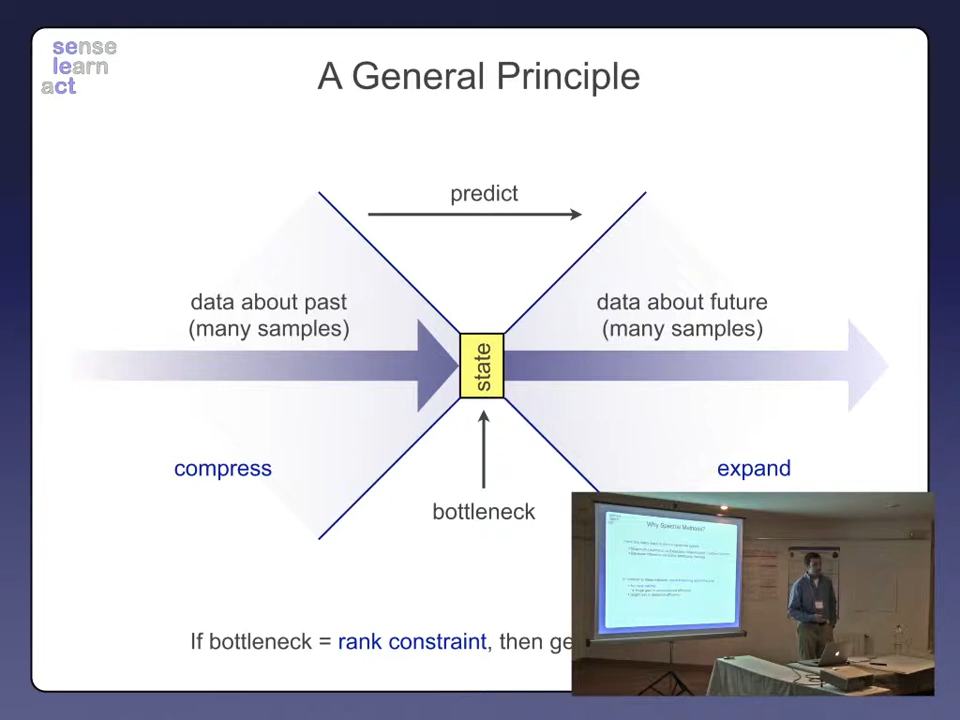 sense
learn
act
A General Principle
predict
data about past
(many samples)
data about future
(many samples)
state
compress
expand
bottleneck
If bottleneck = rank constraint, then ge
Why Spectral Methods?